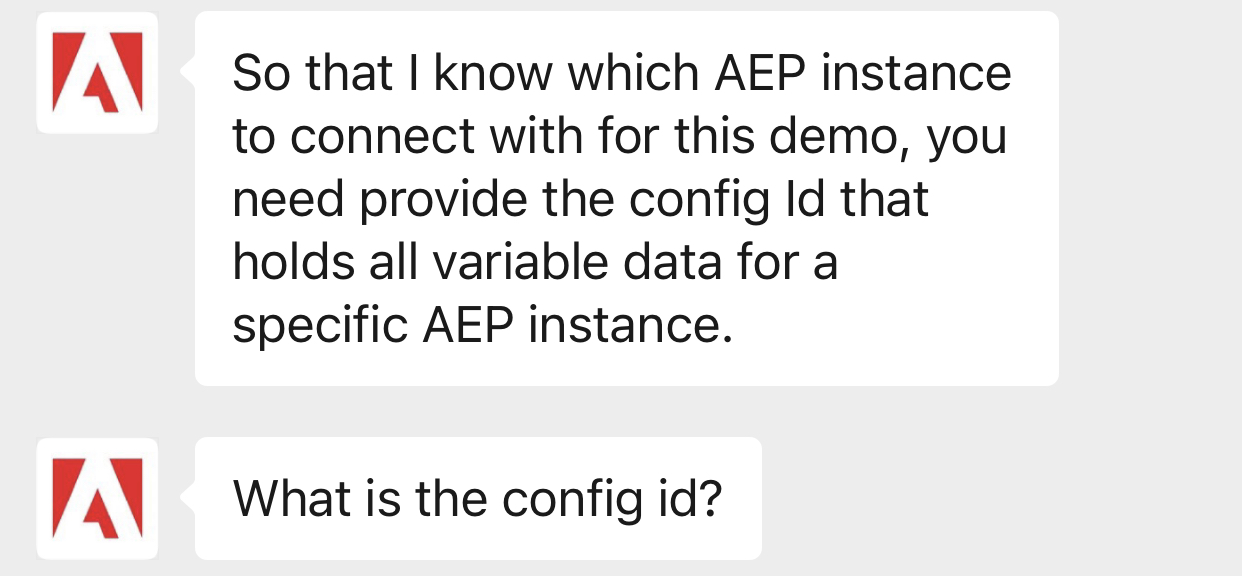 So that I know which AEP instance
to connect with for this demo, you
need provide the config Id that
holds all variable data for a
specific AEP instance.
What is the config id?